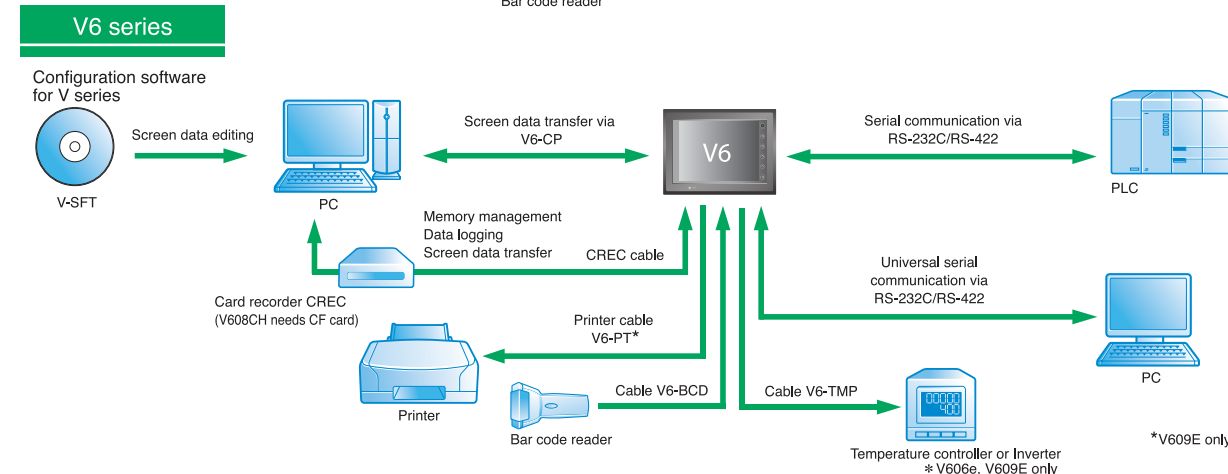 Bar code reader
V6 series
Configuration software
for V series
Screen data editing
V-SFT
PC
Screen data transfer via
V6-CP
V6
Serial communication via
RS-232C/RS-422
PLC
Memory management
Data logging
Screen data transfer
CREC cable
Card recorder CREC
(V608CH needs CF card)
Universal serial
communication via
RS-232C/RS-422
PC
Printer cable
V6-PT*
Printer
Cable V6-BCD
Bar code reader
Cable V6-TMP
00000
400
Temperature controller or Inverter
* V606e, V609E only
*V609E only